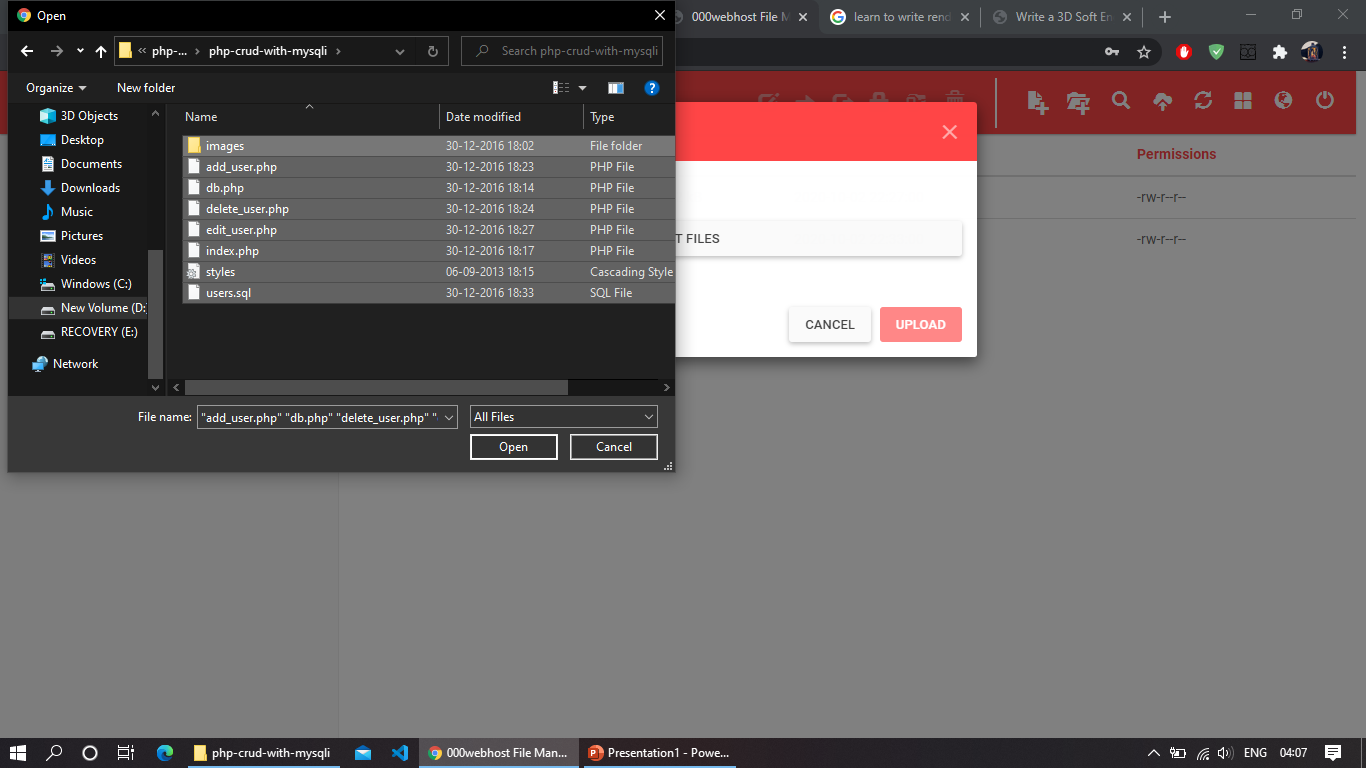 Open
000webhost File M
learn to write rend
Write a 3D Soft En
php-...
php-crud-with-mysqli
Search php-crud-with-mysqli
Organize
New folder
3D Objects
Desktop
Documents
Downloads
Music
Pictures
Videos
Windows (C:)
New Volume (D:)
RECOVERY (E:)
Network
Name Date modified Type
images 30-12-2016 18:02 File folder
add_user.php 30-12-2016 18:23 PHP File
db.php 30-12-2016 18:14 PHP File
delete_user.php 30-12-2016 18:24 PHP File
edit_user.php 30-12-2016 18:27 PHP File
index.php 30-12-2016 18:17 PHP File
styles 06-09-2013 18:15 Cascading Style
users.sql 30-12-2016 18:33 SQL File
File name: "add_user.php" "db.php" "delete_user.php" "
All Files
Open
Cancel
T FILES
CANCEL
UPLOAD
Permissions
-rw-r--r--
-rw-r--r--
php-crud-with-mysqli
000webhost File Man...
Presentation1 - Powe...
ENG
04:07